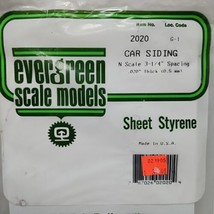 Item No. Loc. Code
2020 G-1
CAR SIDING
N Scale 3-1/4" Spacing
.020" Thick (0.5 mm)
evergreen
scale models
Sheet Styrene
Made in U.S.A.